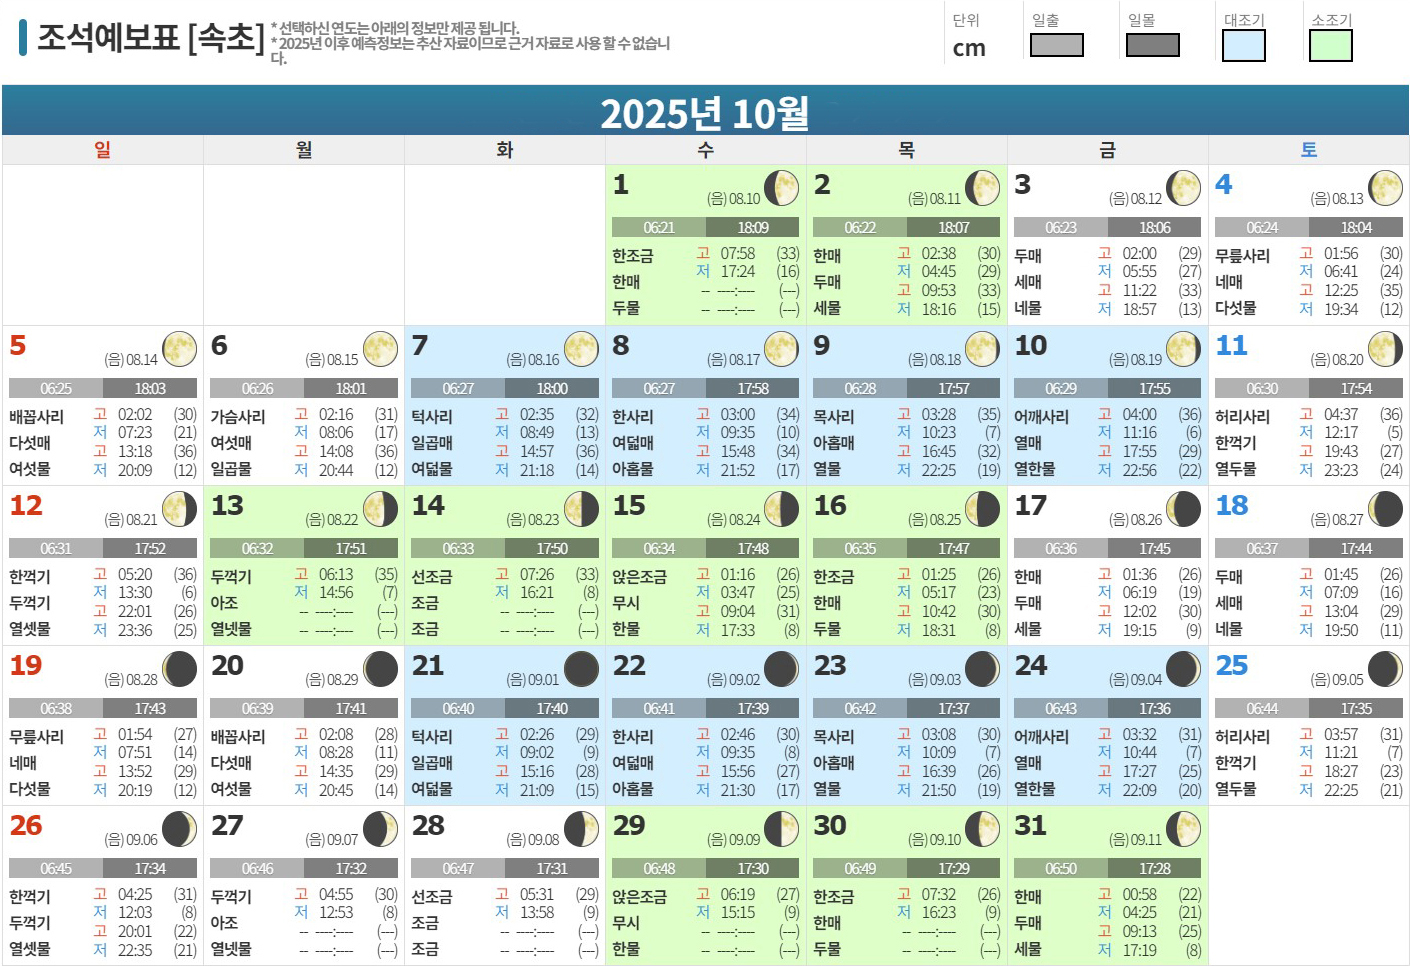 조석예보표 [속초]
* 선택하신 연도는 아래의 정보만 제공 됩니다.
* 2025년 이후 예측정보는 추산 자료이므로 근거 자료로 사용 할 수 없습니
다.
단위 일출 일몰 대조기 소조기
cm
2025년 10월
일 월 화 수 목 금 토
1 (음) 08.10
06:21 18:09
한조금 고 07:58 (33)
저 17:24 (16)
한매 -- ----:---- (---)
두물 -- ----:---- (---)
2 (음) 08.11
06:22 18:07
한매 고 02:38 (30)
저 04:45 (29)
두매 고 09:53 (33)
세물 저 18:16 (15)
3 (음) 08.12
06:23 18:06
두매 고 02:00 (29)
저 05:55 (27)
세매 고 11:22 (33)
네물 저 18:57 (13)
4 (음) 08.13
06:24 18:04
무릎사리 고 01:56 (30)
저 06:41 (24)
네매 고 12:25 (35)
다섯물 저 19:34 (12)
5 (음) 08.14
06:25 18:03
배꼽사리 고 02:02 (30)
저 07:23 (21)
다섯매 고 13:18 (36)
여섯물 저 20:09 (12)
6 (음) 08.15
06:26 18:01
가슴사리 고 02:16 (31)
저 08:06 (17)
여섯매 고 14:08 (36)
일곱물 저 20:44 (12)
7 (음) 08.16
06:27 18:00
턱사리 고 02:35 (32)
저 08:49 (13)
일곱매 고 14:57 (36)
여덟물 저 21:18 (14)
8 (음) 08.17
06:27 17:58
한사리 고 03:00 (34)
저 09:35 (10)
여덟매 고 15:48 (34)
아홉물 저 21:52 (17)
9 (음) 08.18
06:28 17:57
목사리 고 03:28 (35)
저 10:23 (7)
아홉매 고 16:45 (32)
열물 저 22:25 (19)
10 (음) 08.19
06:29 17:55
어깨사리 고 04:00 (36)
저 11:16 (6)
열매 고 17:55 (29)
열한물 저 22:56 (22)
11 (음) 08.20
06:30 17:54
허리사리 고 04:37 (36)
저 12:17 (5)
한꺽기 고 19:43 (27)
열두물 저 23:23 (24)
12 (음) 08.21
06:31 17:52
한꺽기 고 05:20 (36)
저 13:30 (6)
두꺽기 고 22:01 (26)
열셋물 저 23:36 (25)
13 (음) 08.22
06:32 17:51
두꺽기 고 06:13 (35)
저 14:56 (7)
아조 -- ----:---- (---)
열넷물 -- ----:---- (---)
14 (음) 08.23
06:33 17:50
선조금 고 07:26 (33)
저 16:21 (8)
조금 -- ----:---- (---)
조금 -- ----:---- (---)
15 (음) 08.24
06:34 17:48
앉은조금 고 01:16 (26)
저 03:47 (25)
무시 고 09:04 (31)
한물 저 17:33 (8)
16 (음) 08.25
06:35 17:47
한조금 고 01:25 (26)
저 05:17 (23)
한매 고 10:42 (30)
두물 저 18:31 (8)
17 (음) 08.26
06:36 17:45
한매 고 01:36 (26)
저 06:19 (19)
두매 고 12:02 (30)
세물 저 19:15 (9)
18 (음) 08.27
06:37 17:44
두매 고 01:45 (26)
저 07:09 (16)
세매 고 13:04 (29)
네물 저 19:50 (11)
19 (음) 08.28
06:38 17:43
무릎사리 고 01:54 (27)
저 07:51 (14)
네매 고 13:52 (29)
다섯물 저 20:19 (12)
20 (음) 08.29
06:39 17:41
배꼽사리 고 02:08 (28)
저 08:28 (11)
다섯매 고 14:35 (29)
여섯물 저 20:45 (14)
21 (음) 09.01
06:40 17:40
턱사리 고 02:26 (29)
저 09:02 (9)
일곱매 고 15:16 (28)
여덟물 저 21:09 (15)
22 (음) 09.02
06:41 17:39
한사리 고 02:46 (30)
저 09:35 (8)
여덟매 고 15:56 (27)
아홉물 저 21:30 (17)
23 (음) 09.03
06:42 17:37
목사리 고 03:08 (30)
저 10:09 (7)
아홉매 고 16:39 (26)
열물 저 21:50 (19)
24 (음) 09.04
06:43 17:36
어깨사리 고 03:32 (31)
저 10:44 (7)
열매 고 17:27 (25)
열한물 저 22:09 (20)
25 (음) 09.05
06:44 17:35
허리사리 고 03:57 (31)
저 11:21 (7)
한꺽기 고 18:27 (23)
열두물 저 22:25 (21)
26 (음) 09.06
06:45 17:34
한꺽기 고 04:25 (31)
저 12:03 (8)
두꺽기 고 20:01 (22)
열셋물 저 22:35 (21)
27 (음) 09.07
06:46 17:32
두꺽기 고 04:55 (30)
저 12:53 (8)
아조 -- ----:---- (---)
열넷물 -- ----:---- (---)
28 (음) 09.08
06:47 17:31
선조금 고 05:31 (29)
저 13:58 (9)
조금 -- ----:---- (---)
조금 -- ----:---- (---)
29 (음) 09.09
06:48 17:30
앉은조금 고 06:19 (27)
저 15:15 (9)
무시 -- ----:---- (---)
한물 -- ----:---- (---)
30 (음) 09.10
06:49 17:29
한조금 고 07:32 (26)
저 16:23 (9)
한매 -- ----:---- (---)
두물 -- ----:---- (---)
31 (음) 09.11
06:50 17:28
한매 고 00:58 (22)
저 04:25 (21)
두매 고 09:13 (25)
세물 저 17:19 (8)